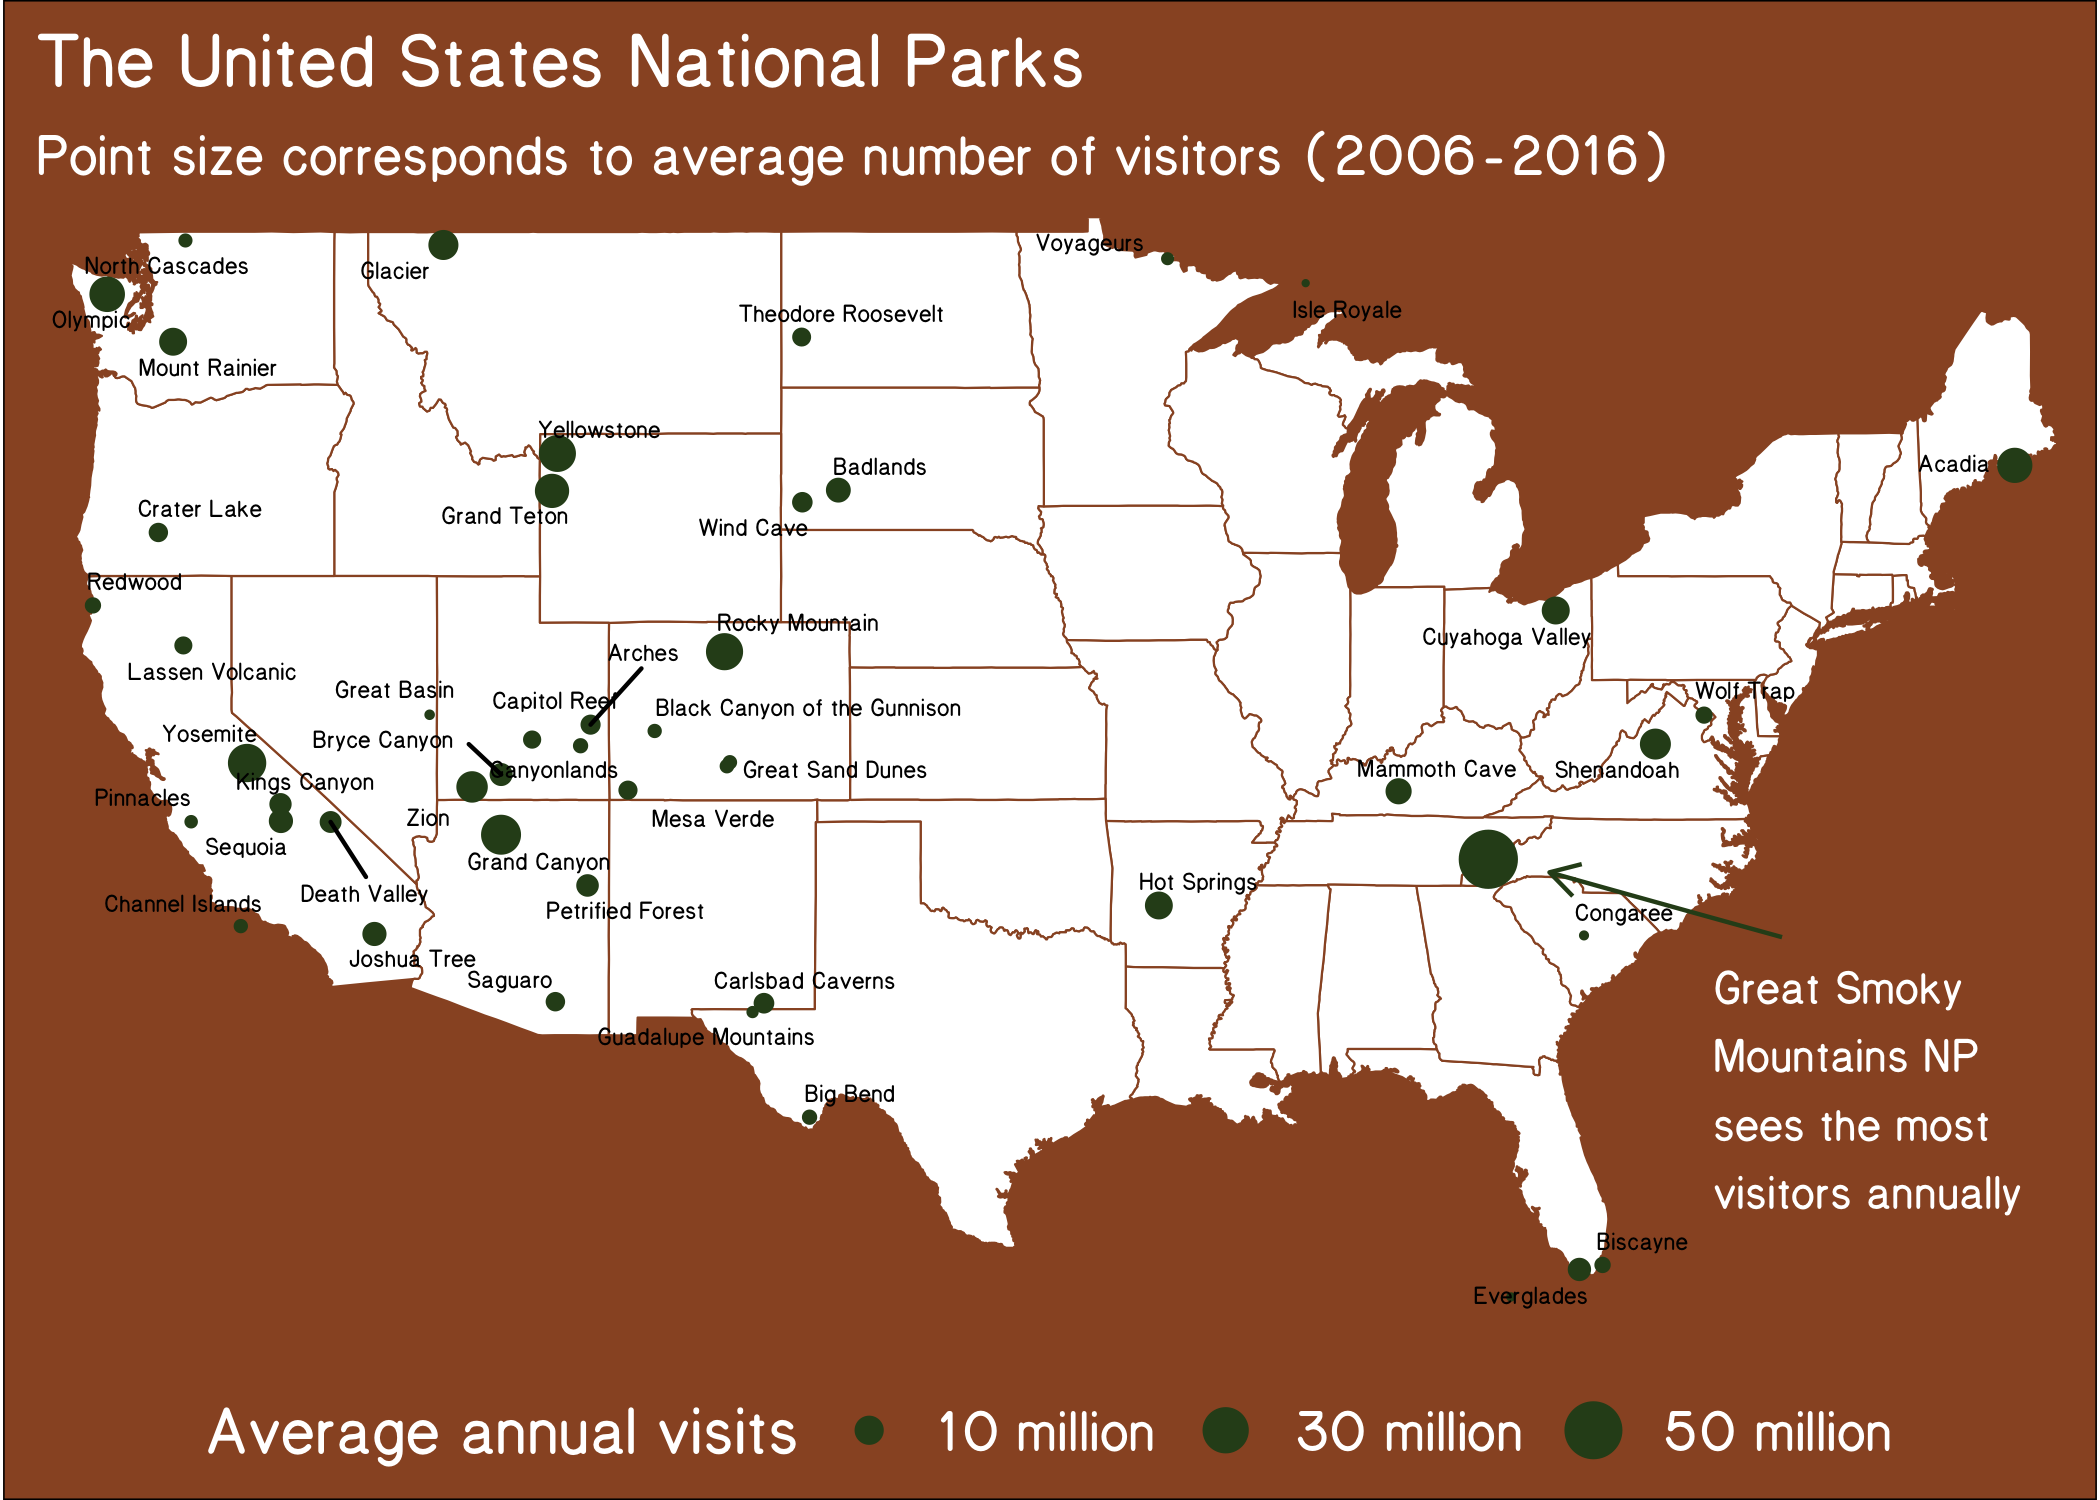 The United States National Parks
Point size corresponds to average number of visitors (2006-2016)
Voyageurs
North Cascades
Glacier
Isle Royale
Olympic
Theodore Roosevelt
Mount Rainier
Yellowstone
Badlands
Acadia
Crater Lake
Grand Teton
Wind Cave
Redwood
Rocky Mountain
Cuyahoga Valley
Arches
Lassen Volcanic
Great Basin
Capitol Reef
Black Canyon of the Gunnison
Wolf Trap
Yosemite
Bryce Canyon
Canyonlands
Great Sand Dunes
Mammoth Cave
Shenandoah
Kings Canyon
Pinnacles
Zion
Mesa Verde
Sequoia
Grand Canyon
Death Valley
Hot Springs
Channel Islands
Petrified Forest
Congaree
Joshua Tree
Saguaro
Carlsbad Caverns
Great Smoky
Mountains NP
sees the most
visitors annually
Guadalupe Mountains
Big Bend
Biscayne
Everglades
Average annual visits 10 million 30 million 50 million